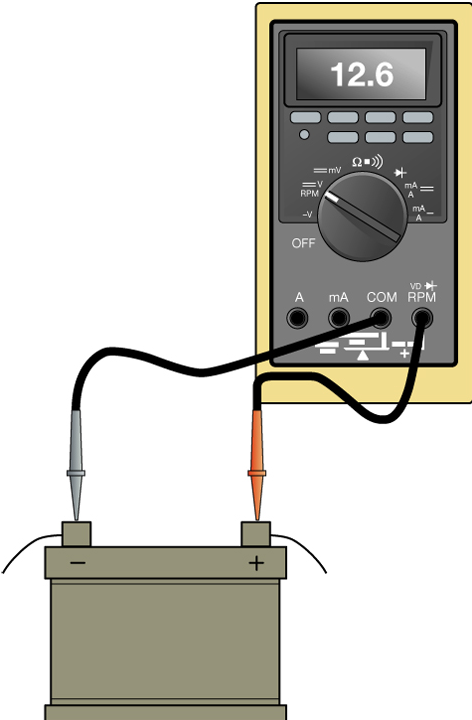 12.6
Ω
mV
V
RPM
mA
A
~V
mA
A
OFF
VD
A mA COM RPM
+
− +